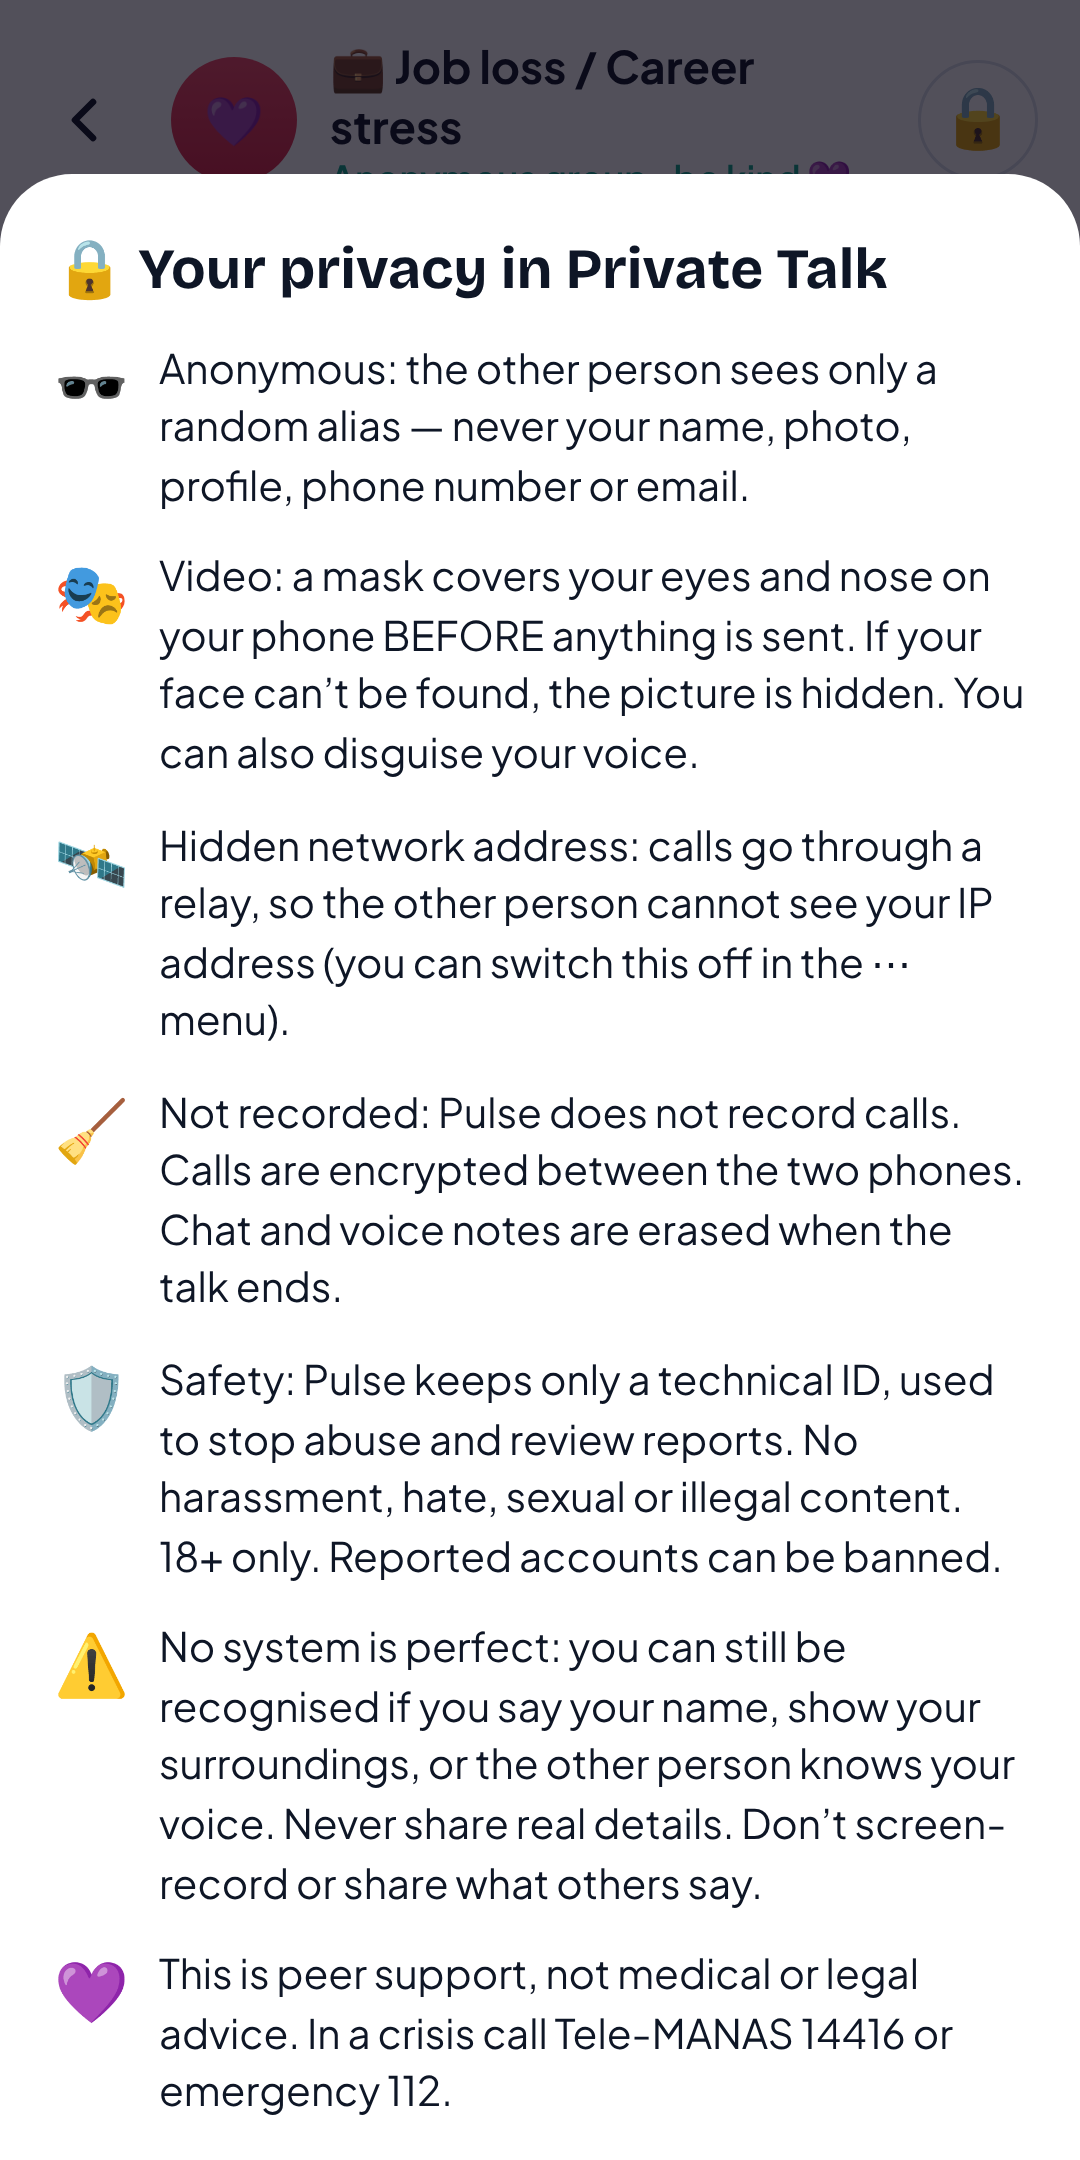 💼 Job loss / Career
stress
Anonymous group · be kind 💜
🔒 Your privacy in Private Talk
Anonymous: the other person sees only a
random alias — never your name, photo,
profile, phone number or email.
Video: a mask covers your eyes and nose on
your phone BEFORE anything is sent. If your
face can’t be found, the picture is hidden. You
can also disguise your voice.
Hidden network address: calls go through a
relay, so the other person cannot see your IP
address (you can switch this off in the ⋯
menu).
Not recorded: Pulse does not record calls.
Calls are encrypted between the two phones.
Chat and voice notes are erased when the
talk ends.
Safety: Pulse keeps only a technical ID, used
to stop abuse and review reports. No
harassment, hate, sexual or illegal content.
18+ only. Reported accounts can be banned.
No system is perfect: you can still be
recognised if you say your name, show your
surroundings, or the other person knows your
voice. Never share real details. Don’t screen-
record or share what others say.
This is peer support, not medical or legal
advice. In a crisis call Tele-MANAS 14416 or
emergency 112.